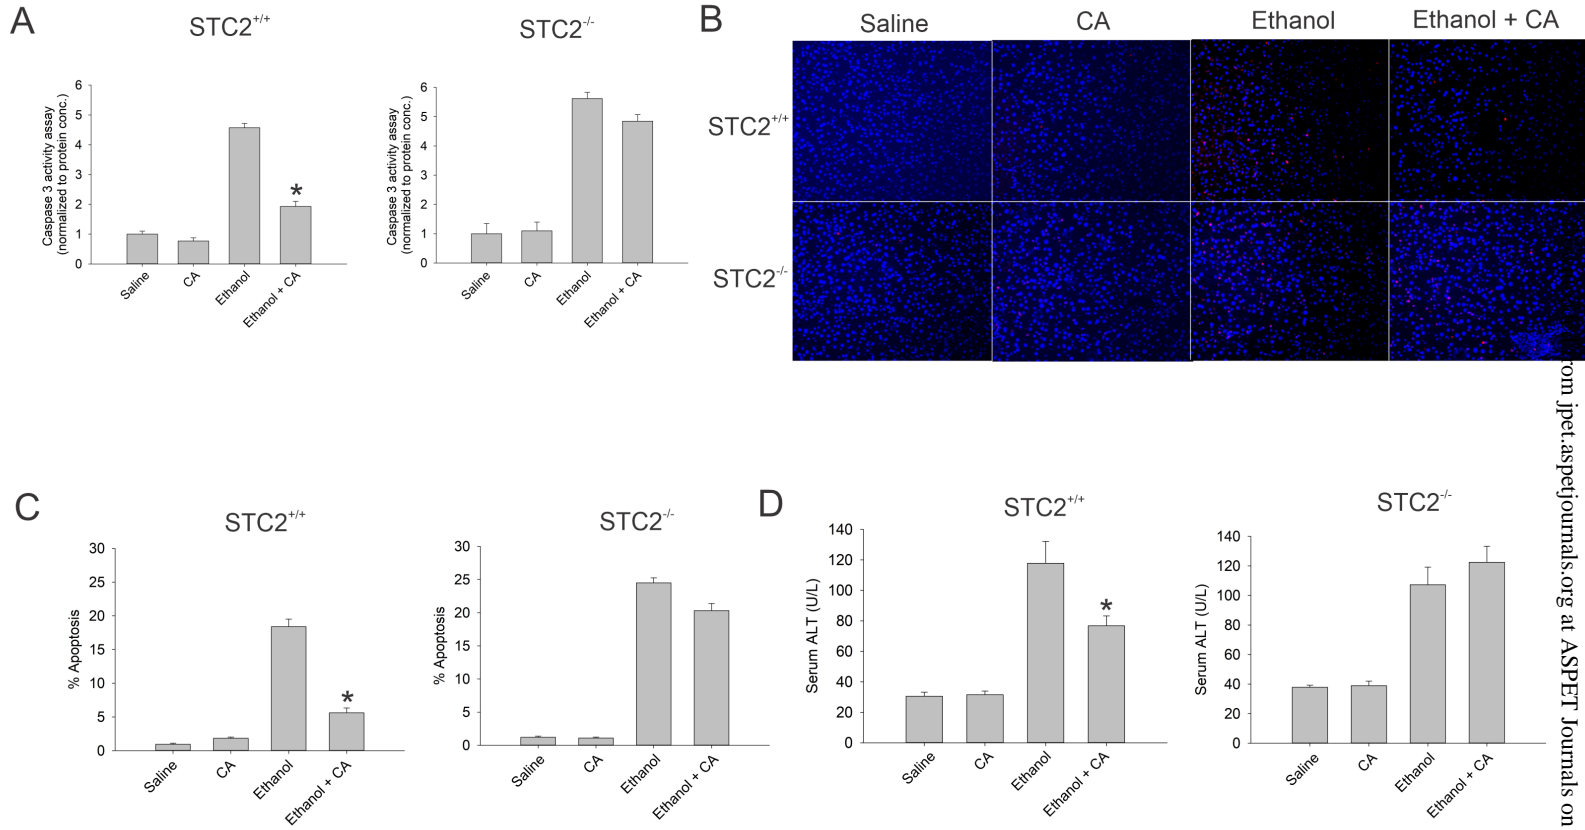 A
STC2+/+
STC2-/-
Caspase 3 activity assay
(normalized to protein conc.)
6
5
4
3
2
1
0
*
Saline
CA
Ethanol
Ethanol + CA
Caspase 3 activity assay
(normalized to protein conc.)
6
5
4
3
2
1
0
Saline
CA
Ethanol
Ethanol + CA
B
Saline
CA
Ethanol
Ethanol + CA
STC2+/+
STC2-/-
C
STC2+/+
% Apoptosis
30
25
20
15
10
5
0
*
Saline
CA
Ethanol
Ethanol + CA
STC2-/-
% Apoptosis
30
25
20
15
10
5
0
Saline
CA
Ethanol
Ethanol + CA
D
STC2+/+
Serum ALT (U/L)
140
120
100
80
60
40
20
0
*
Saline
CA
Ethanol
Ethanol + CA
STC2-/-
Serum ALT (U/L)
140
120
100
80
60
40
20
0
Saline
CA
Ethanol
Ethanol + CA
rom jpet.aspetjournals.org at ASPET Journals on